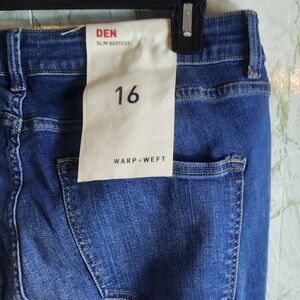 DEN
SLIM BOOTCUT
16
WARP + WEFT